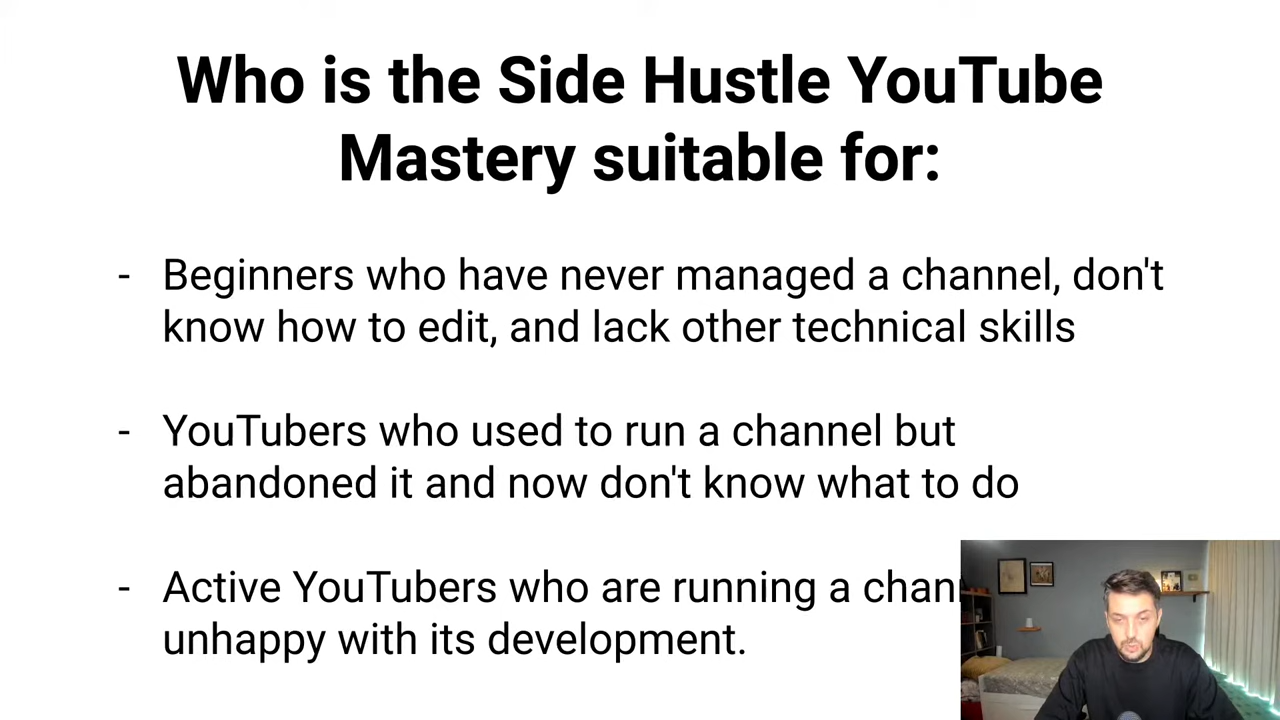 Who is the Side Hustle YouTube
Mastery suitable for:
- Beginners who have never managed a channel, don't
know how to edit, and lack other technical skills
- YouTubers who used to run a channel but
abandoned it and now don't know what to do
- Active YouTubers who are running a
unhappy with its development.